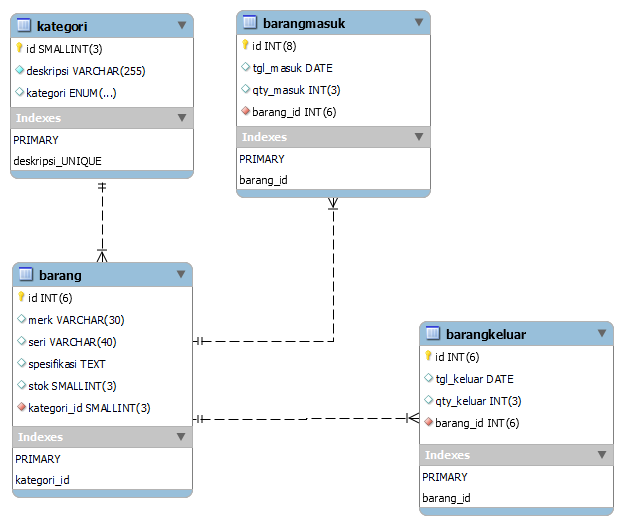 kategori
id SMALLINT(3)
deskripsi VARCHAR(255)
kategori ENUM(...)
Indexes
PRIMARY
deskripsi_UNIQUE
barangmasuk
id INT(8)
tgl_masuk DATE
qty_masuk INT(3)
barang_id INT(6)
Indexes
PRIMARY
barang_id
barang
id INT(6)
merk VARCHAR(30)
seri VARCHAR(40)
spesifikasi TEXT
stok SMALLINT(3)
kategori_id SMALLINT(3)
Indexes
PRIMARY
kategori_id
barangkeluar
id INT(6)
tgl_keluar DATE
qty_keluar INT(3)
barang_id INT(6)
Indexes
PRIMARY
barang_id